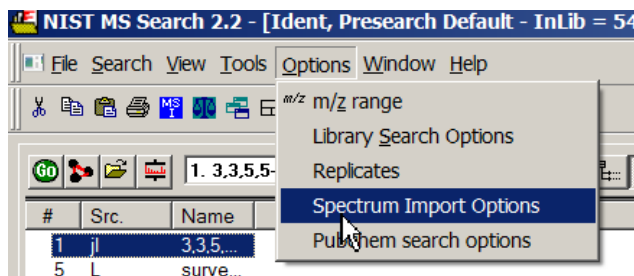 NIST MS Search 2.2 - [Ident, Presearch Default - InLib = 54
File Search View Tools Options Window Help
m/z m/z range
Library Search Options
Replicates
Spectrum Import Options
PubChem search options
MS
Go 1. 3,3,5,5-
# Src. Name
1 jl 3,3,5,...
5 L surve...